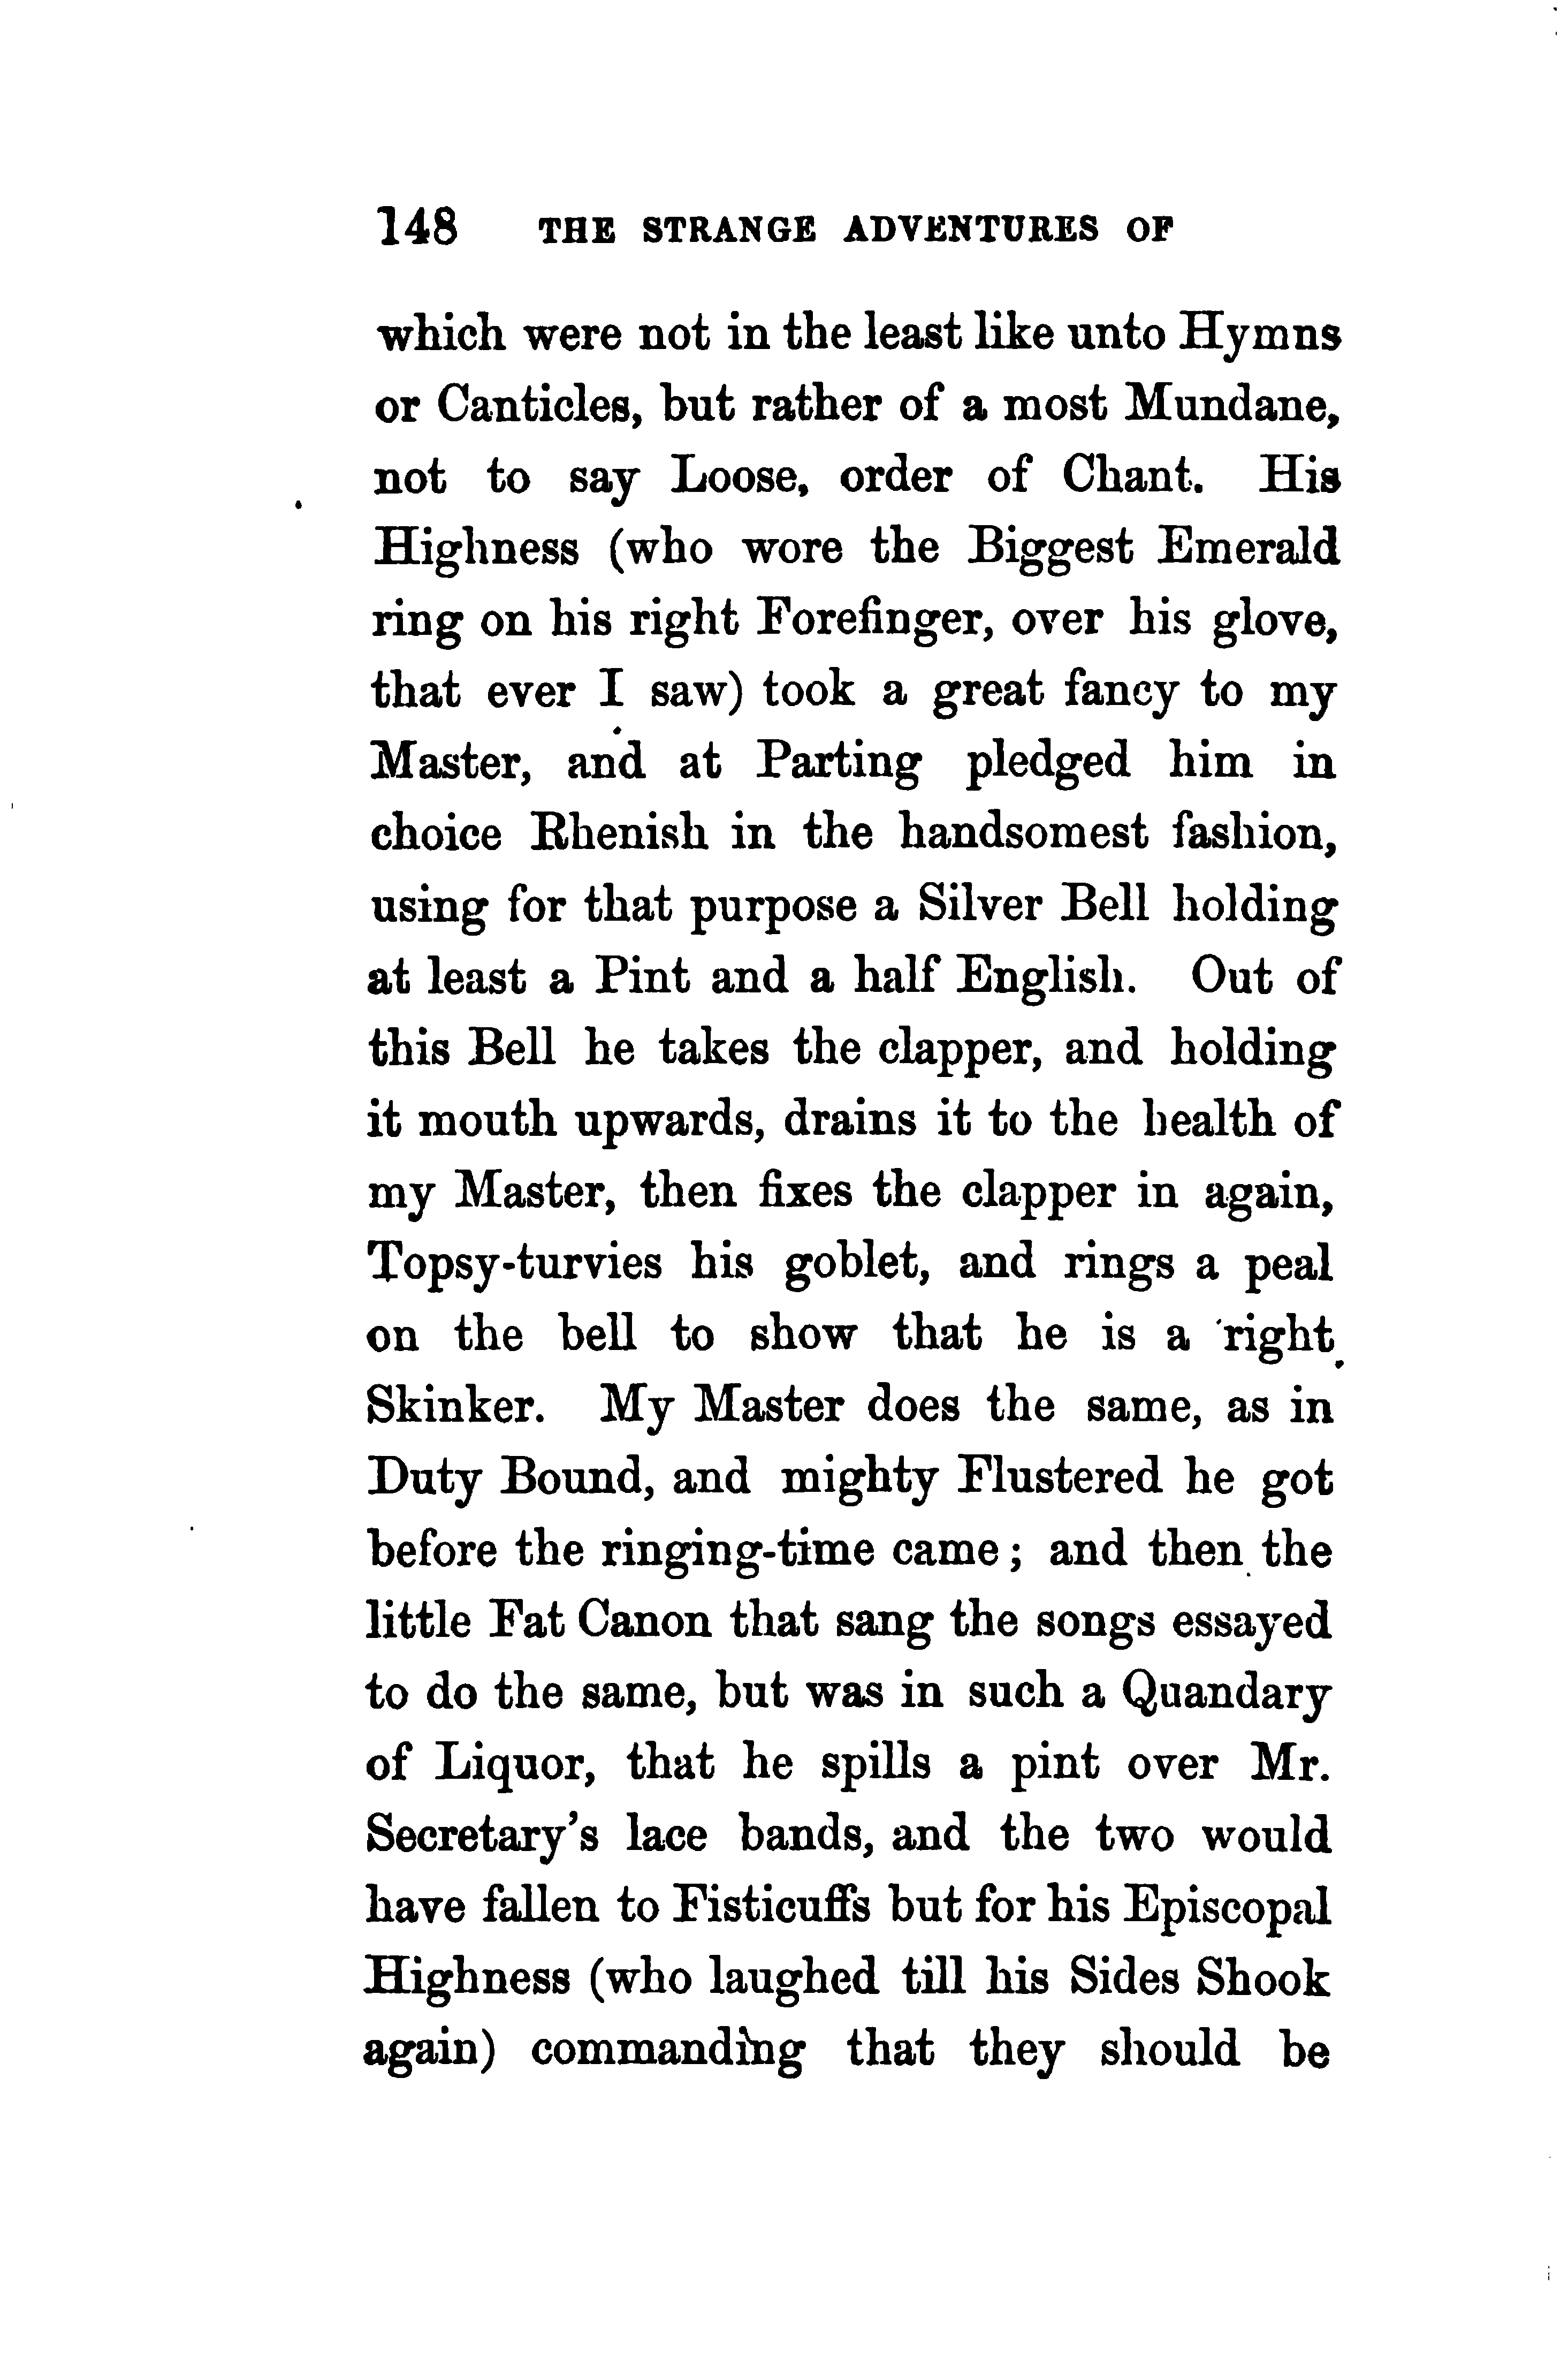 148 THE STRANGE ADVENTURES OF
which were not in the least like unto Hymns
or Canticles, but rather of a most Mundane,
not to say Loose, order of Chant. His
Highness (who wore the Biggest Emerald
ring on his right Forefinger, over his glove,
that ever I saw) took a great fancy to my
Master, and at Parting pledged him in
choice Rhenish in the handsomest fashion,
using for that purpose a Silver Bell holding
at least a Pint and a half English. Out of
this Bell he takes the clapper, and holding
it mouth upwards, drains it to the health of
my Master, then fixes the clapper in again,
Topsy-turvies his goblet, and rings a peal
on the bell to show that he is a right
Skinker. My Master does the same, as in
Duty Bound, and mighty Flustered he got
before the ringing-time came; and then the
little Fat Canon that sang the songs essayed
to do the same, but was in such a Quandary
of Liquor, that he spills a pint over Mr.
Secretary's lace bands, and the two would
have fallen to Fisticuffs but for his Episcopal
Highness (who laughed till his Sides Shook
again) commanding that they should be